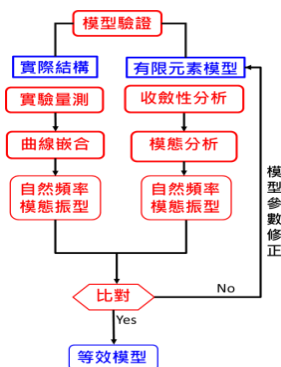 模型驗證
實際結構
有限元素模型
實驗量測
收斂性分析
曲線嵌合
模態分析
自然頻率
模態振型
自然頻率
模態振型
模型參數修正
比對
No
Yes
等效模型